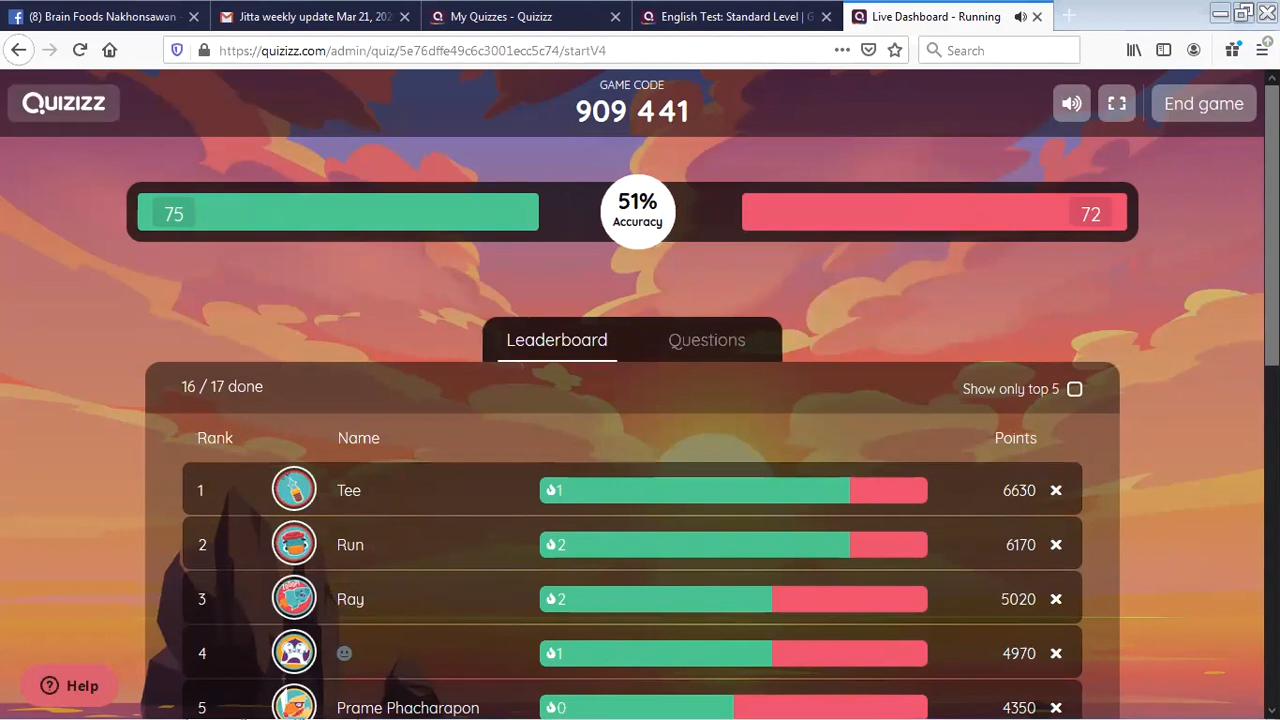 (8) Brain Foods Nakhonsawan
Jitta weekly update Mar 21, 202
My Quizzes - Quizizz
English Test: Standard Level | G
Live Dashboard - Running
https://quizizz.com/admin/quiz/5e76dffe49c6c3001ecc5c74/startV4
Search
Quizizz
GAME CODE
909 441
End game
75
51%
Accuracy
72
Leaderboard
Questions
16 / 17 done
Show only top 5
Rank
Name
Points
1 Tee 1 6630
2 Run 2 6170
3 Ray 2 5020
4 1 4970
5 Prame Phacharapon 0 4350
Help